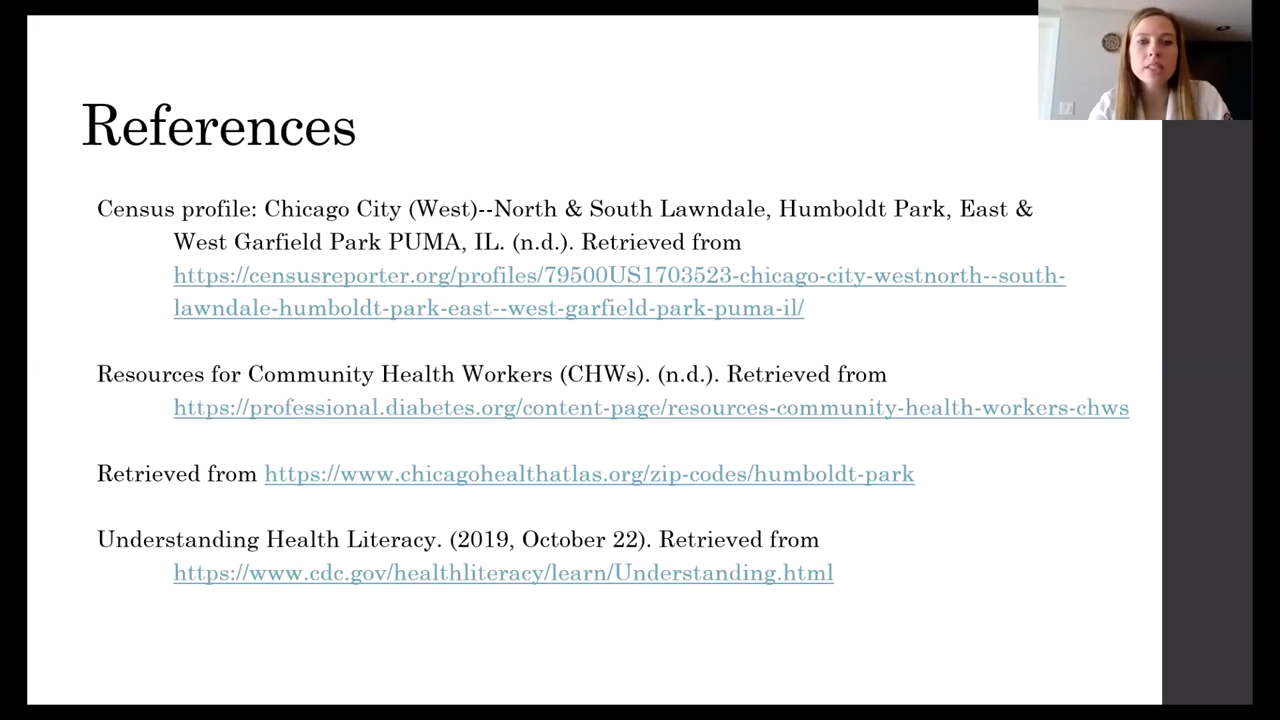 References
Census profile: Chicago City (West)--North & South Lawndale, Humboldt Park, East &
West Garfield Park PUMA, IL. (n.d.). Retrieved from
https://censusreporter.org/profiles/79500US1703523-chicago-city-westnorth--south-
lawndale-humboldt-park-east--west-garfield-park-puma-il/
Resources for Community Health Workers (CHWs). (n.d.). Retrieved from
https://professional.diabetes.org/content-page/resources-community-health-workers-chws
Retrieved from https://www.chicagohealthatlas.org/zip-codes/humboldt-park
Understanding Health Literacy. (2019, October 22). Retrieved from
https://www.cdc.gov/healthliteracy/learn/Understanding.html